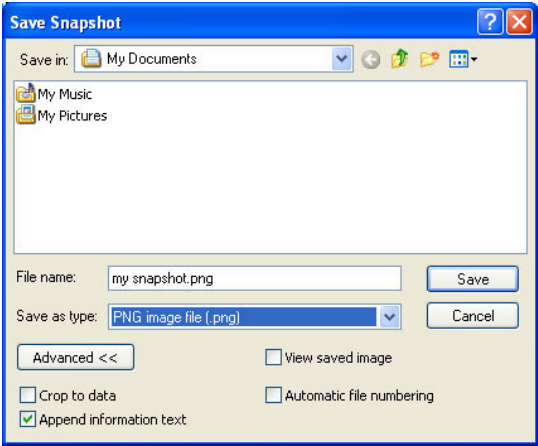 Save Snapshot
Save in: My Documents
My Music
My Pictures
File name: my snapshot.png Save
Save as type: PNG image file (.png) Cancel
Advanced << View saved image
Crop to data Automatic file numbering
Append information text